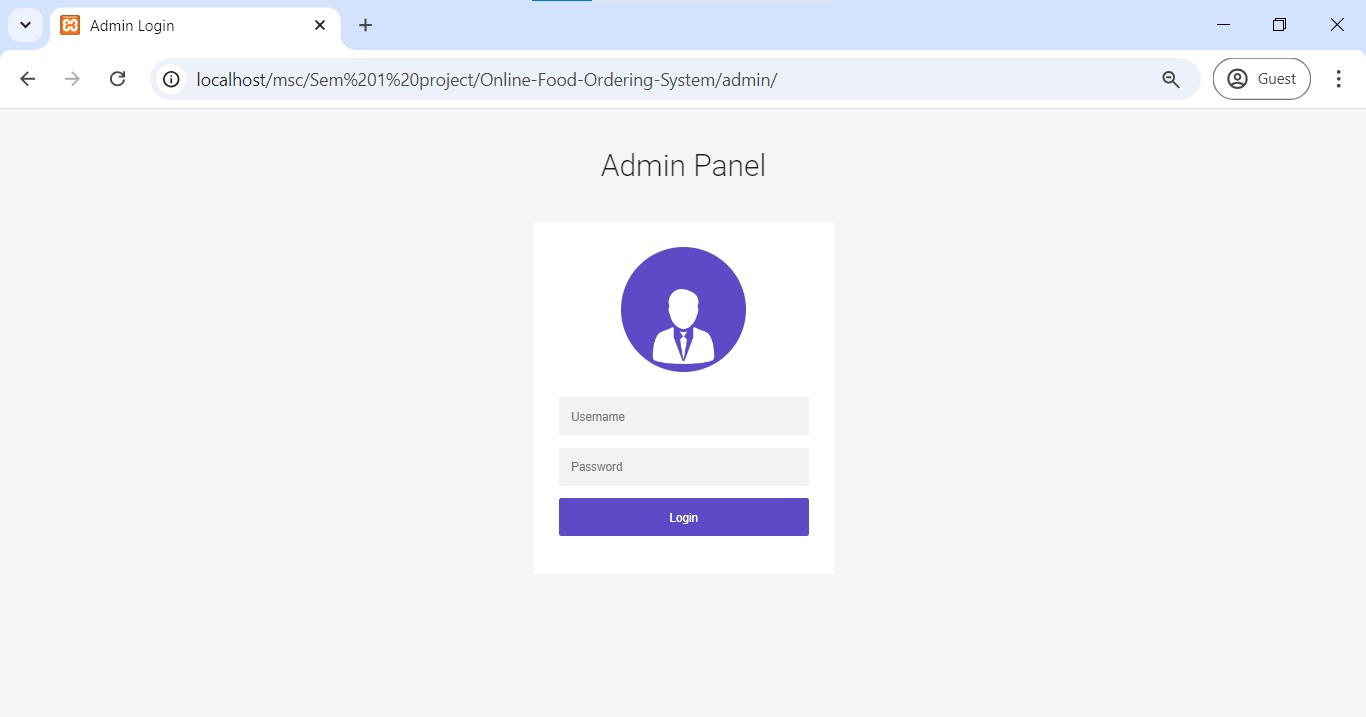 Admin Login
localhost/msc/Sem%201%20project/Online-Food-Ordering-System/admin/
Guest
Admin Panel
Username
Password
Login